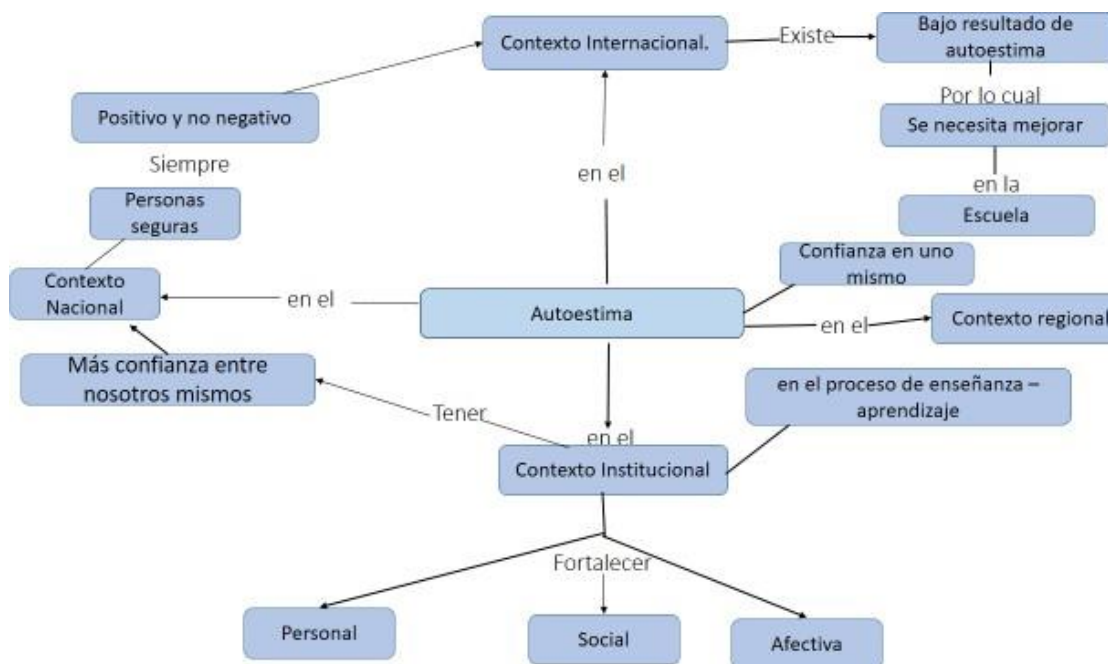 Contexto Internacional.
Existe
Bajo resultado de
autoestima
Por lo cual
Positivo y no negativo
Se necesita mejorar
Siempre
en el
en la
Personas
seguras
Escuela
Confianza en uno
mismo
Contexto
Nacional
en el
Autoestima
en el
Contexto regional
Más confianza entre
nosotros mismos
en el proceso de enseñanza –
aprendizaje
Tener
en el
Contexto Institucional
Fortalecer
Personal
Social
Afectiva